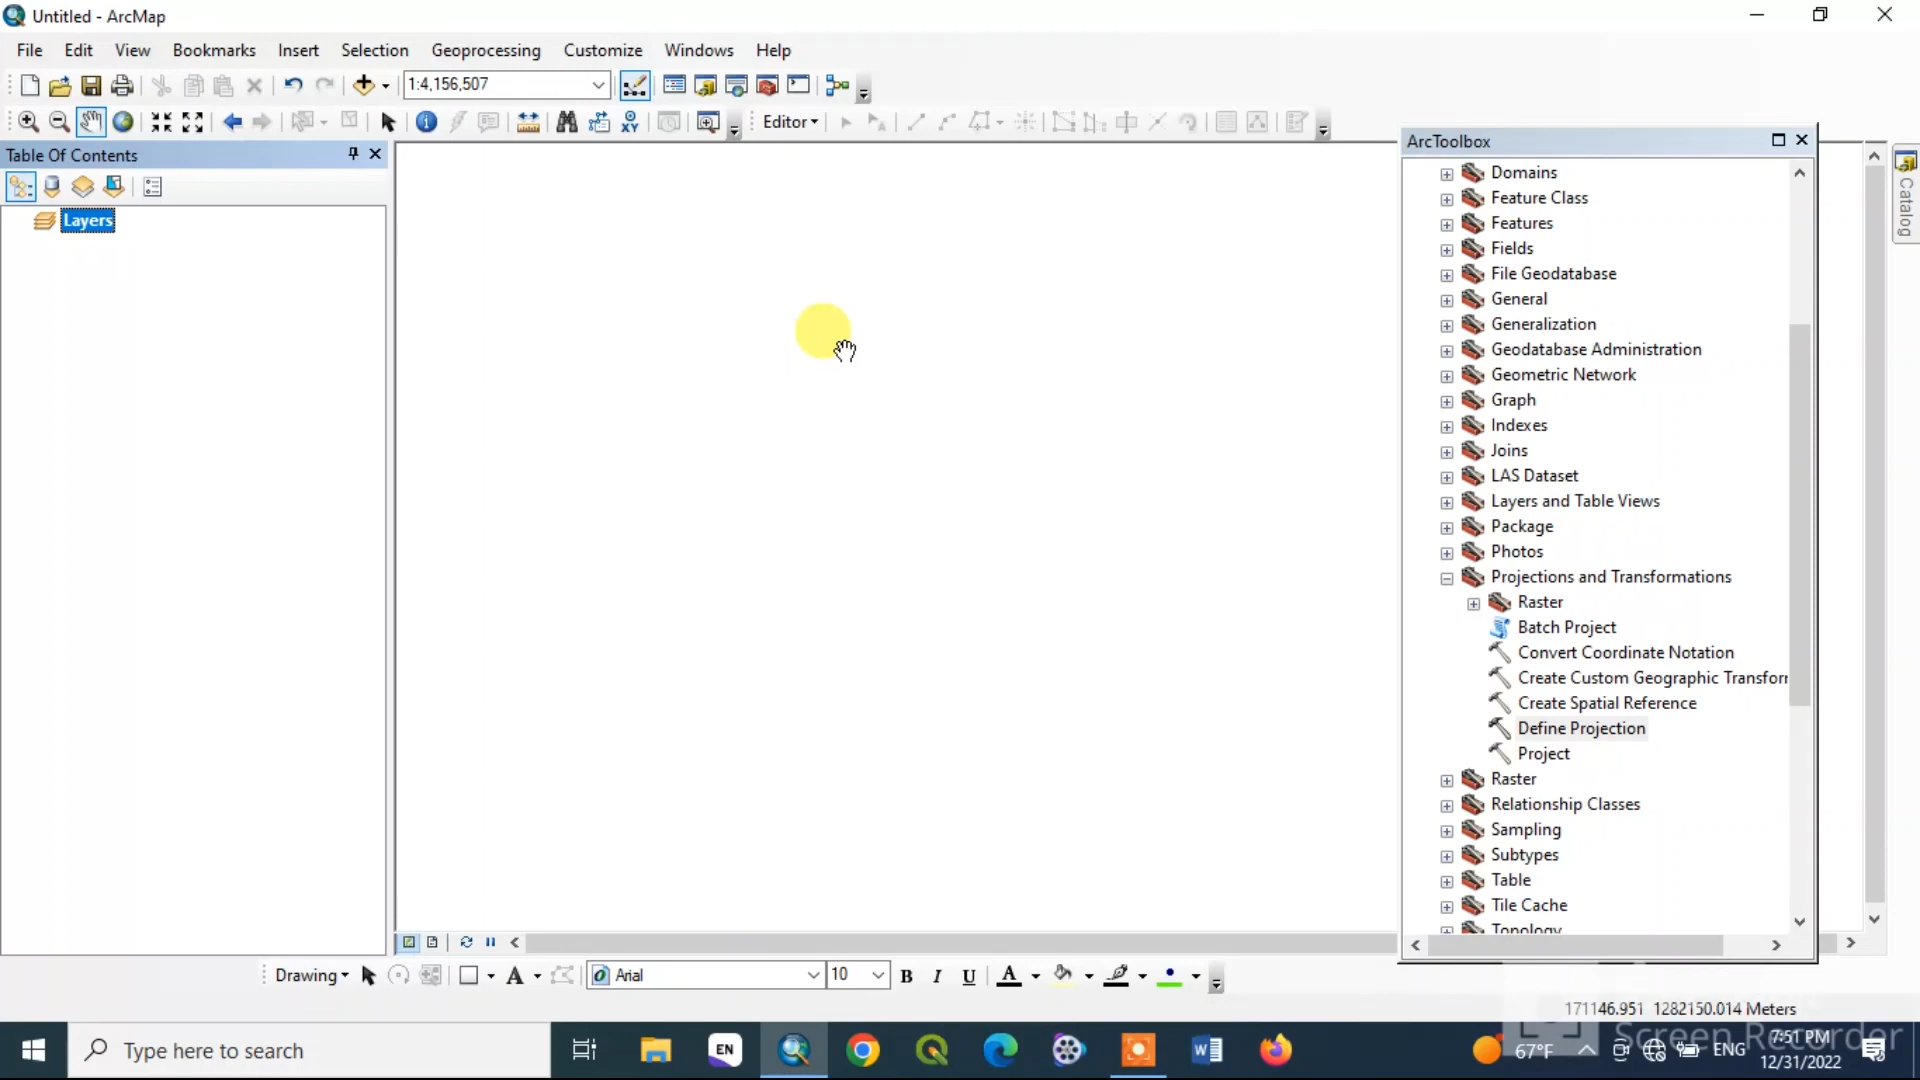 Untitled - ArcMap
File Edit View Bookmarks Insert Selection Geoprocessing Customize Windows Help
1:4,156,507
Editor
Table Of Contents
Layers
ArcToolbox
Domains
Feature Class
Features
Fields
File Geodatabase
General
Generalization
Geodatabase Administration
Geometric Network
Graph
Indexes
Joins
LAS Dataset
Layers and Table Views
Package
Photos
Projections and Transformations
Raster
Batch Project
Convert Coordinate Notation
Create Custom Geographic Transfor
Create Spatial Reference
Define Projection
Project
Raster
Relationship Classes
Sampling
Subtypes
Table
Tile Cache
Topology
Catalog
Drawing A Arial 10 B I U A
171146.951 1282150.014 Meters
Screen Recorder
Type here to search
EN
67°F ENG 7:51 PM
12/31/2022